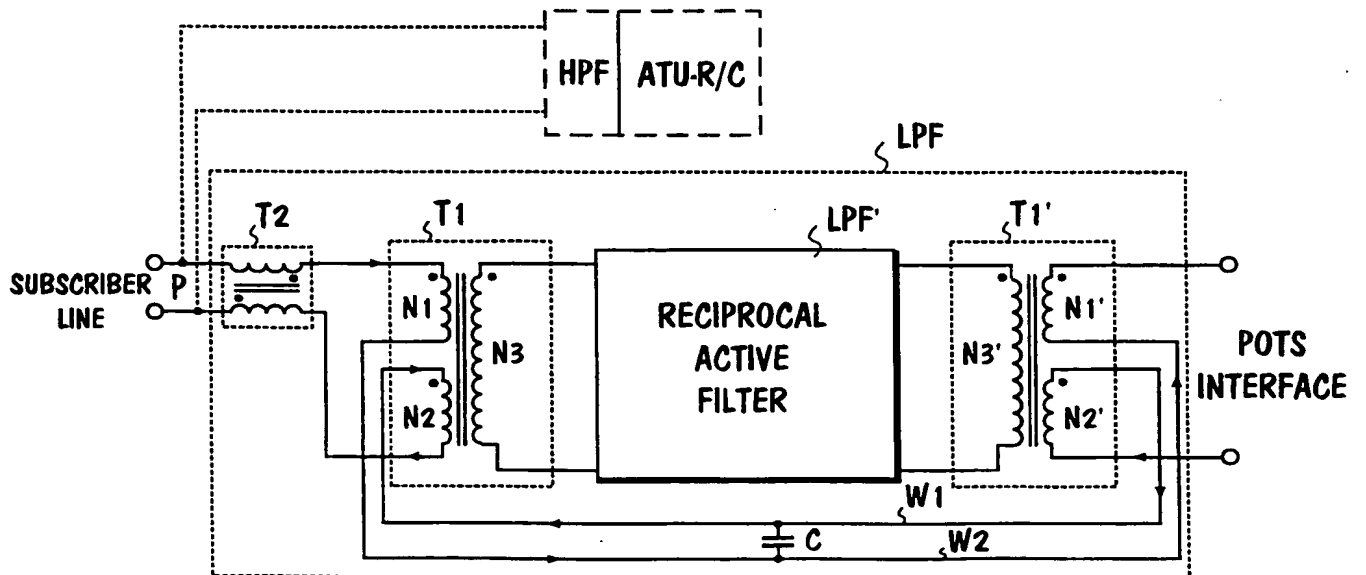 HPF
ATU-R/C
LPF
T2
T1
LPF'
T1'
SUBSCRIBER
LINE
P
N1
N2
N3
RECIPROCAL
ACTIVE
FILTER
N3'
N1'
N2'
POTS
INTERFACE
W1
C
W2